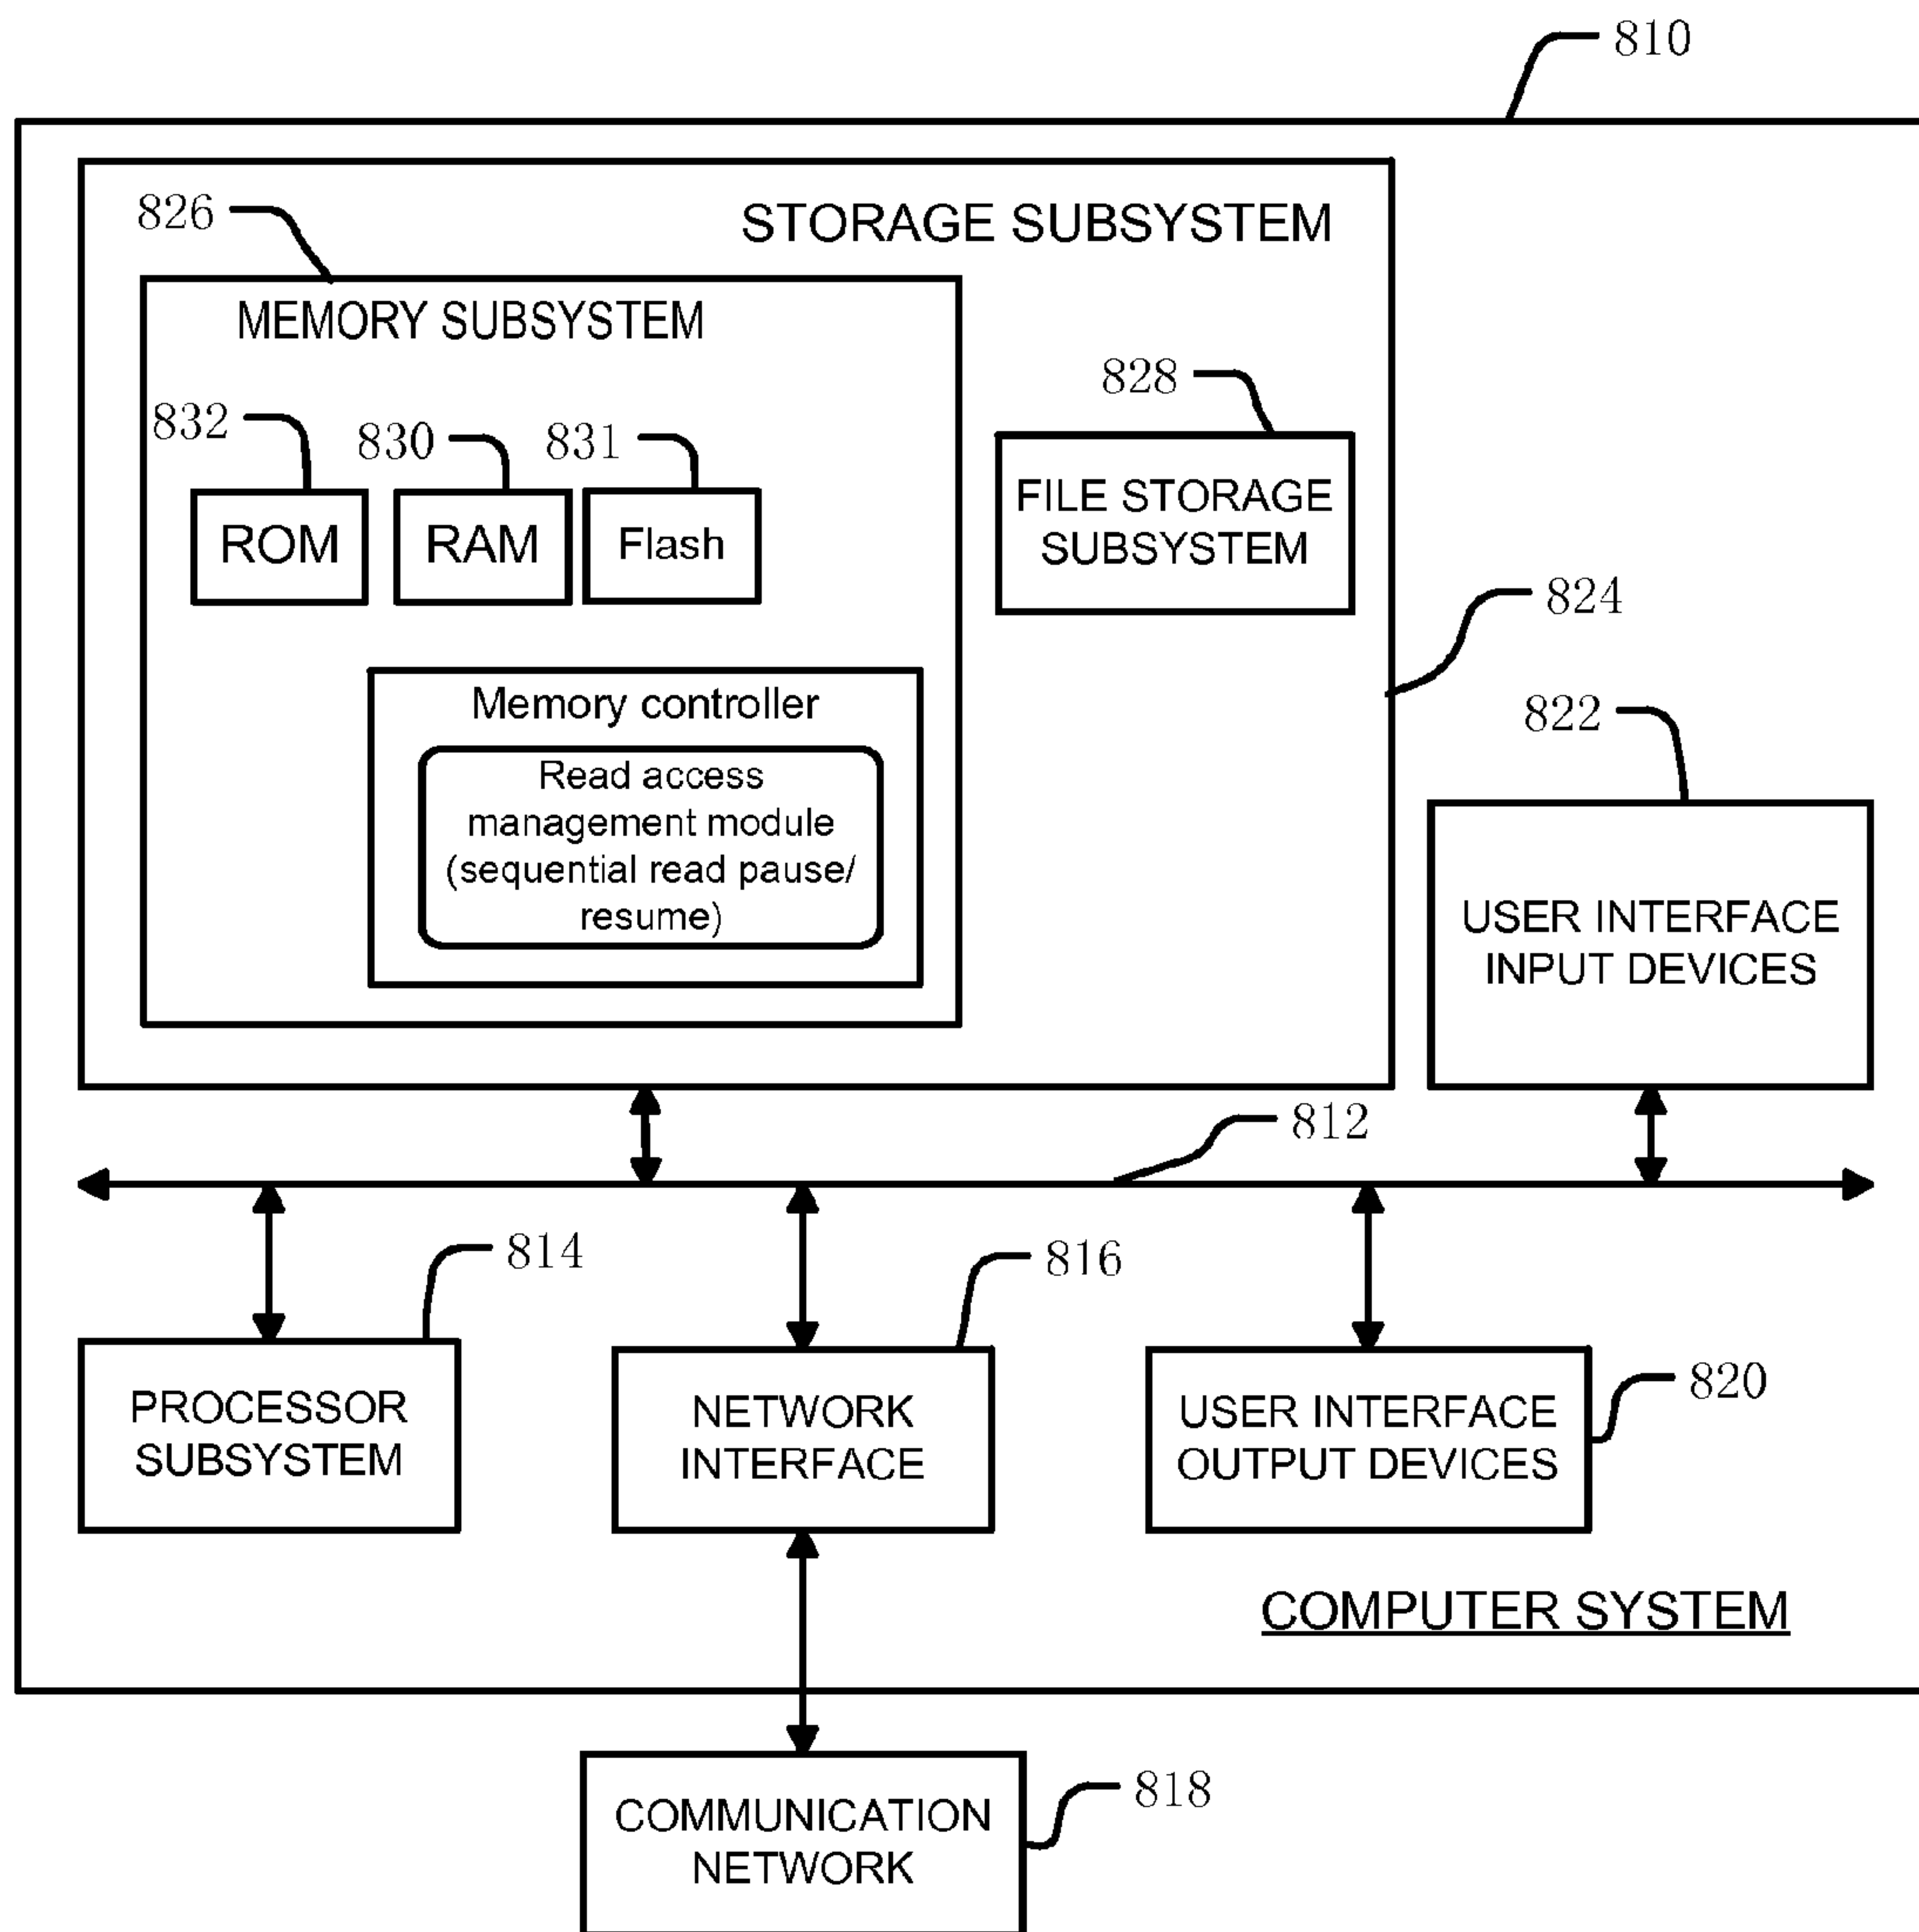 810
826
STORAGE SUBSYSTEM
MEMORY SUBSYSTEM
828
832
830
831
ROM
RAM
Flash
FILE STORAGE
SUBSYSTEM
824
Memory controller
822
Read access
management module
(sequential read pause/
resume)
USER INTERFACE
INPUT DEVICES
812
814
816
820
PROCESSOR
SUBSYSTEM
NETWORK
INTERFACE
USER INTERFACE
OUTPUT DEVICES
COMPUTER SYSTEM
818
COMMUNICATION
NETWORK